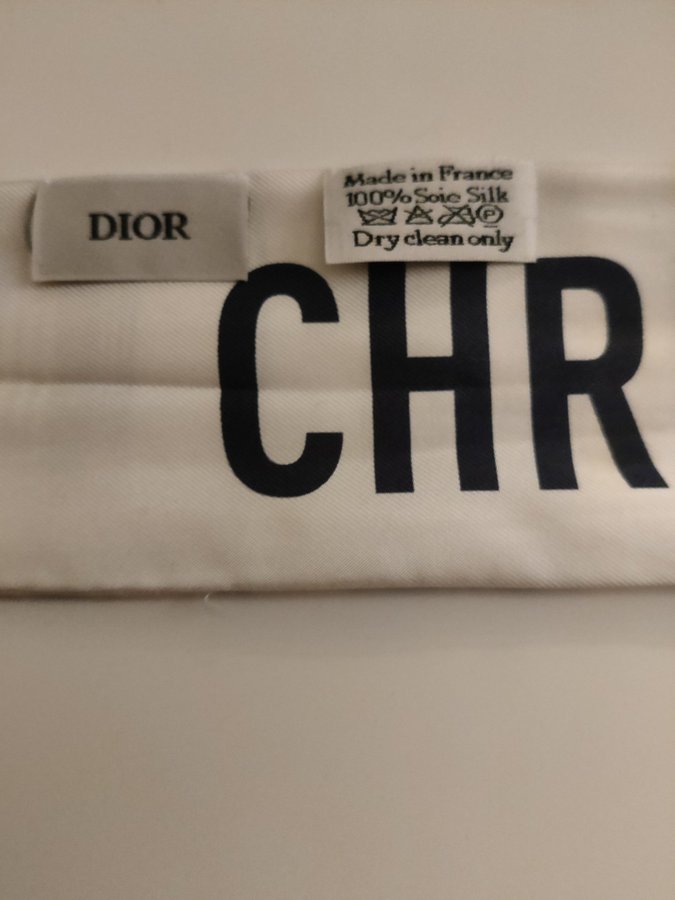 DIOR
Made in France
100% Soie Silk
P
Dry clean only
CHR